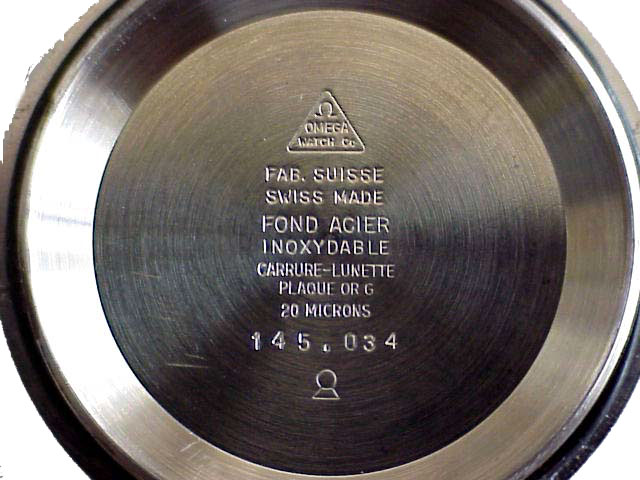 Ω
OMEGA
WATCH Co
FAB. SUISSE
SWISS MADE
FOND ACIER
INOXYDABLE
CARRURE-LUNETTE
PLAQUE OR G
20 MICRONS
145.034